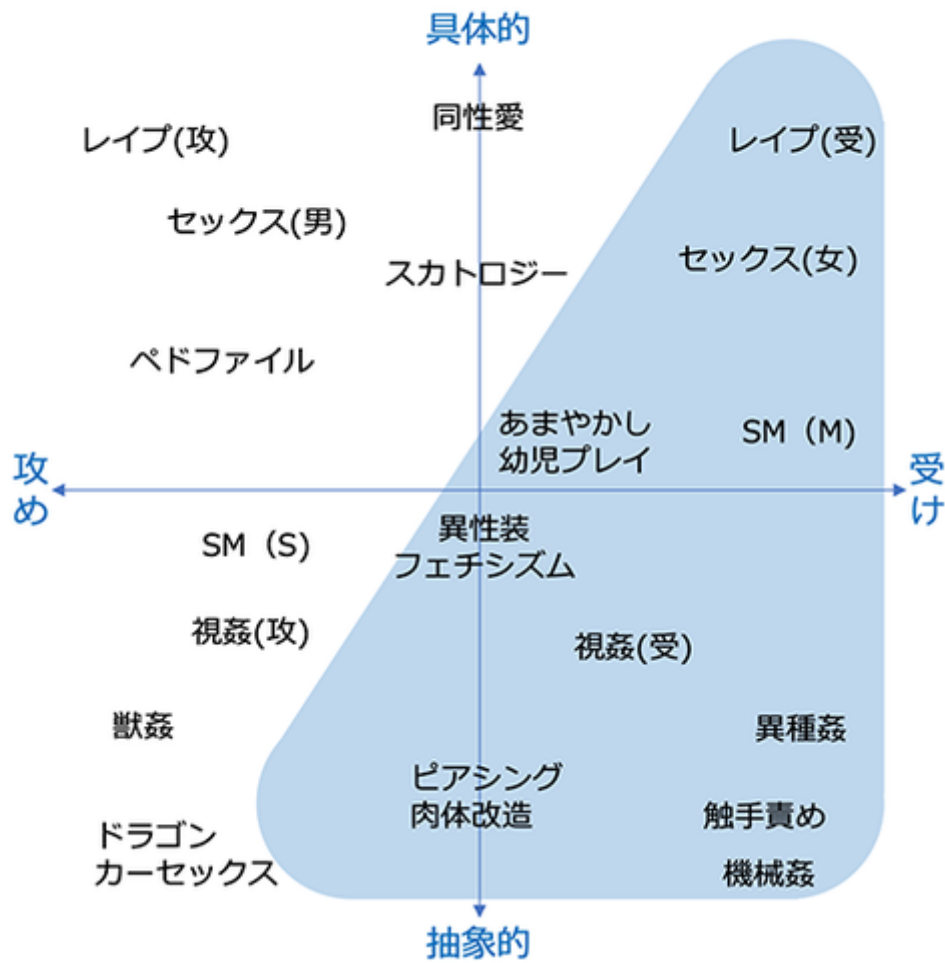 具体的
同性愛
レイプ(攻)
レイプ(受)
セックス(男)
セックス(女)
スカトロジー
ペドファイル
あまやかし
幼児プレイ
SM（M)
攻
め
受
け
SM（S)
異性装
フェチシズム
視姦(攻)
視姦(受)
獣姦
異種姦
ピアシング
肉体改造
触手責め
ドラゴン
カーセックス
機械姦
抽象的